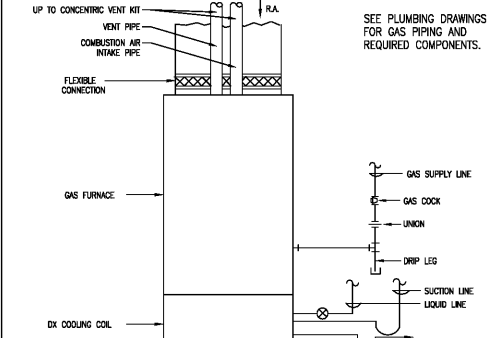 UP TO CONCENTRIC VENT KIT
VENT PIPE
COMBUSTION AIR
INTAKE PIPE
FLEXIBLE
CONNECTION
R.A.
SEE PLUMBING DRAWINGS
FOR GAS PIPING AND
REQUIRED COMPONENTS.
GAS FURNACE
GAS SUPPLY LINE
GAS COCK
UNION
DRIP LEG
SUCTION LINE
LIQUID LINE
DX COOLING COIL